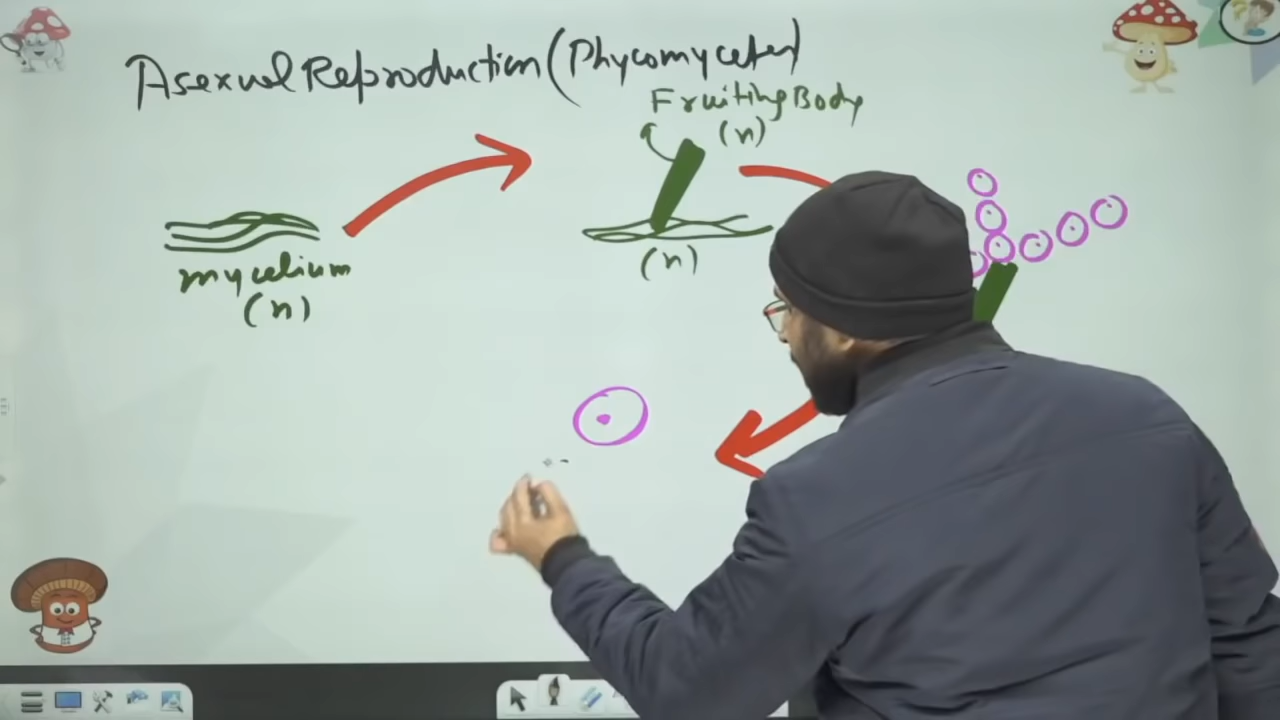 Asexual Reproduction (Phycomycetes)
Fruiting Body
(n)
mycelium
(n)
(n)